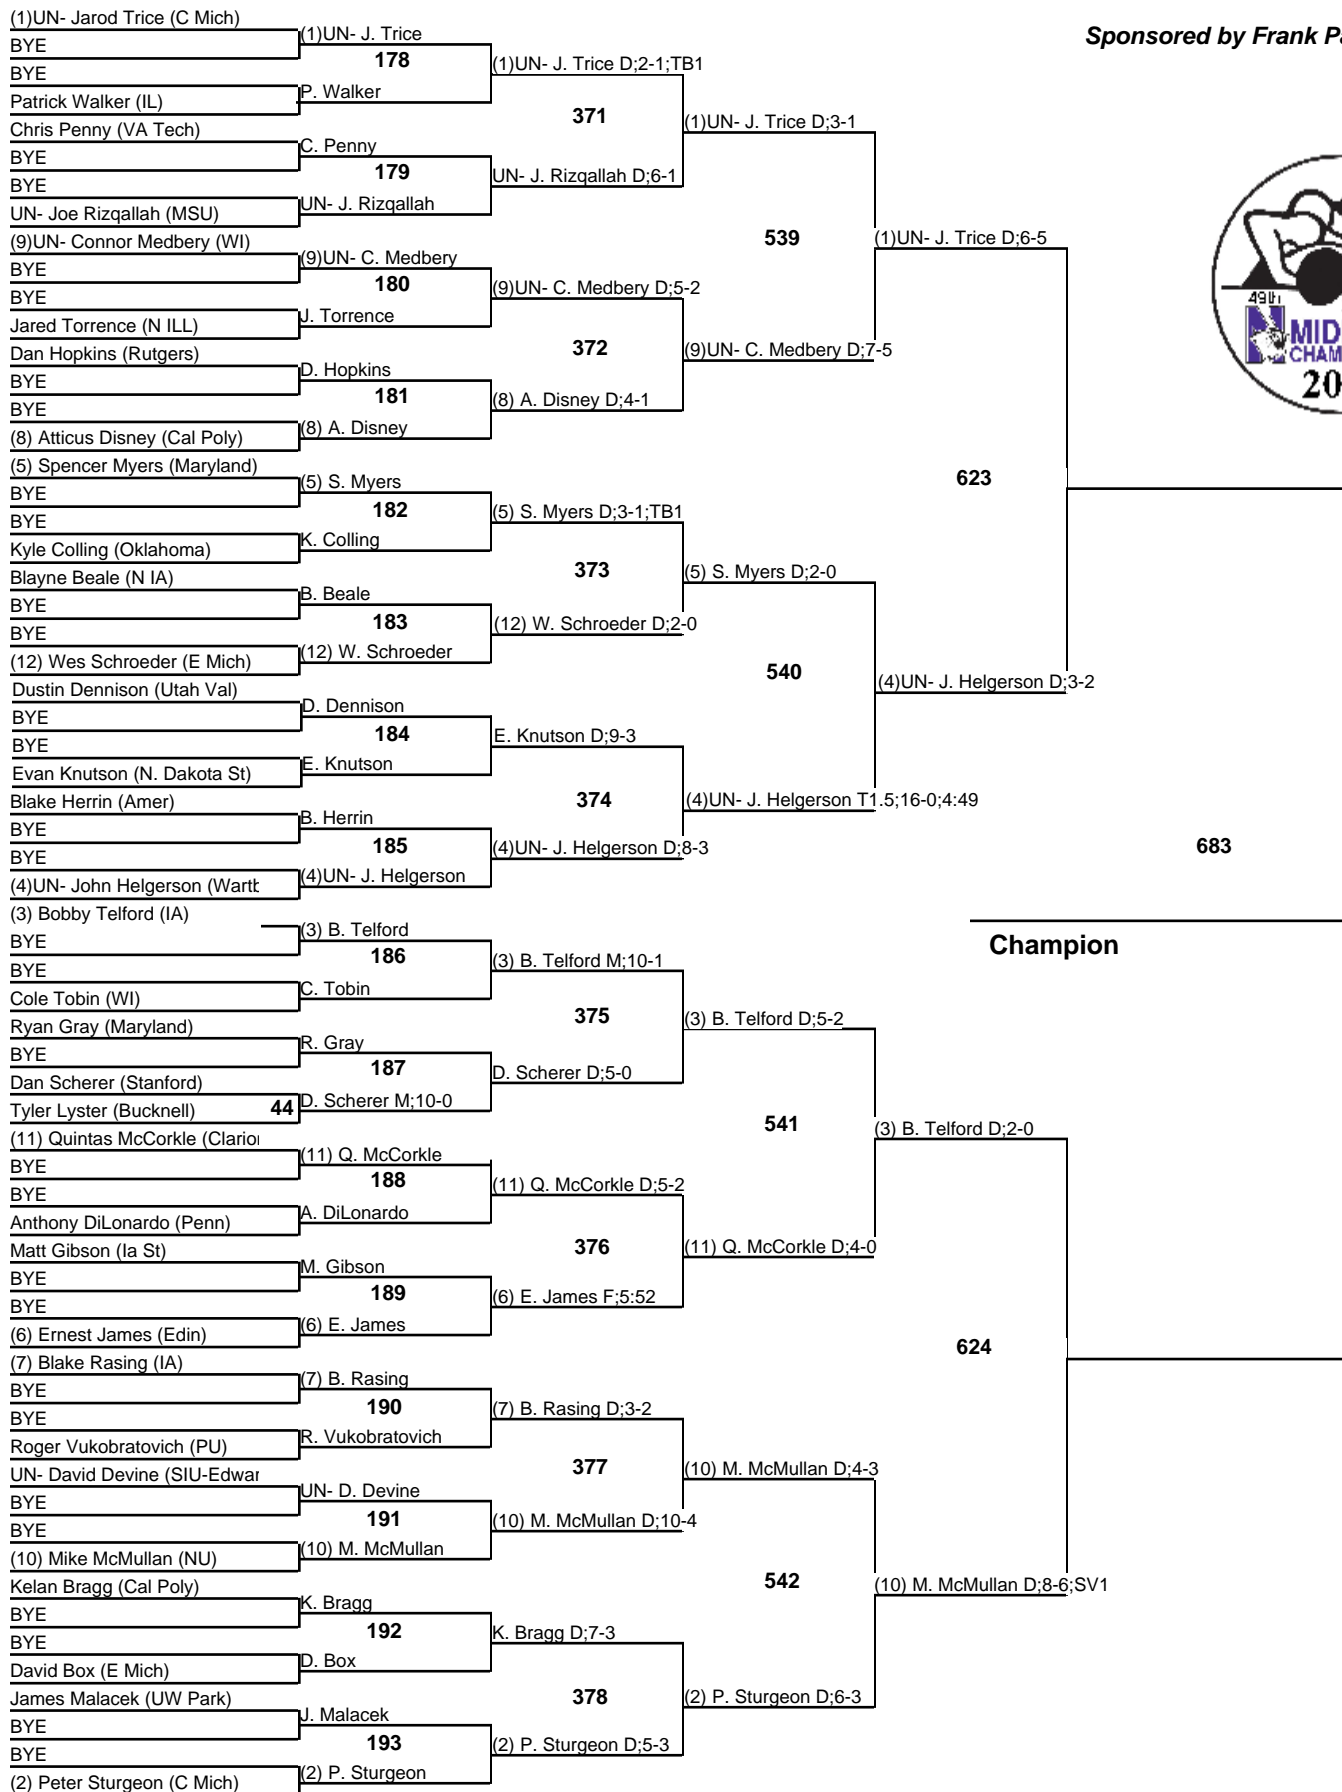 (1)UN- Jarod Trice (C Mich)
BYE
BYE
Patrick Walker (IL)
Chris Penny (VA Tech)
BYE
BYE
UN- Joe Rizqallah (MSU)
(9)UN- Connor Medbery (WI)
BYE
BYE
Jared Torrence (N ILL)
Dan Hopkins (Rutgers)
BYE
BYE
(8) Atticus Disney (Cal Poly)
(5) Spencer Myers (Maryland)
BYE
BYE
Kyle Colling (Oklahoma)
Blayne Beale (N IA)
BYE
BYE
(12) Wes Schroeder (E Mich)
Dustin Dennison (Utah Val)
BYE
BYE
Evan Knutson (N. Dakota St)
Blake Herrin (Amer)
BYE
BYE
(4)UN- John Helgerson (Wartb
(3) Bobby Telford (IA)
BYE
BYE
Cole Tobin (WI)
Ryan Gray (Maryland)
BYE
Dan Scherer (Stanford)
Tyler Lyster (Bucknell) 44
(11) Quintas McCorkle (Clarion
BYE
BYE
Anthony DiLonardo (Penn)
Matt Gibson (Ia St)
BYE
BYE
(6) Ernest James (Edin)
(7) Blake Rasing (IA)
BYE
BYE
Roger Vukobratovich (PU)
UN- David Devine (SIU-Edwar
BYE
BYE
(10) Mike McMullan (NU)
Kelan Bragg (Cal Poly)
BYE
BYE
David Box (E Mich)
James Malacek (UW Park)
BYE
BYE
(2) Peter Sturgeon (C Mich)
(1)UN- J. Trice
178
P. Walker
C. Penny
179
UN- J. Rizqallah
(9)UN- C. Medbery
180
J. Torrence
D. Hopkins
181
(8) A. Disney
(5) S. Myers
182
K. Colling
B. Beale
183
(12) W. Schroeder
D. Dennison
184
E. Knutson
B. Herrin
185
(4)UN- J. Helgerson
(3) B. Telford
186
C. Tobin
R. Gray
187
D. Scherer M;10-0
(11) Q. McCorkle
188
A. DiLonardo
M. Gibson
189
(6) E. James
(7) B. Rasing
190
R. Vukobratovich
UN- D. Devine
191
(10) M. McMullan
K. Bragg
192
D. Box
J. Malacek
193
(2) P. Sturgeon
(1)UN- J. Trice D;2-1;TB1
371
UN- J. Rizqallah D;6-1
(9)UN- C. Medbery D;5-2
372
(8) A. Disney D;4-1
(5) S. Myers D;3-1;TB1
373
(12) W. Schroeder D;2-0
E. Knutson D;9-3
374
(4)UN- J. Helgerson D;8-3
(3) B. Telford M;10-1
375
D. Scherer D;5-0
(11) Q. McCorkle D;5-2
376
(6) E. James F;5:52
(7) B. Rasing D;3-2
377
(10) M. McMullan D;10-4
K. Bragg D;7-3
378
(2) P. Sturgeon D;5-3
(1)UN- J. Trice D;3-1
539
(9)UN- C. Medbery D;7-5
(5) S. Myers D;2-0
540
(4)UN- J. Helgerson T1.5;16-0;4:49
(3) B. Telford D;5-2
541
(11) Q. McCorkle D;4-0
(10) M. McMullan D;4-3
542
(2) P. Sturgeon D;6-3
(1)UN- J. Trice D;6-5
623
(4)UN- J. Helgerson D;3-2
(3) B. Telford D;2-0
624
(10) M. McMullan D;8-6;SV1
Sponsored by Frank
49th
N
MID
CHAM
20
683
Champion